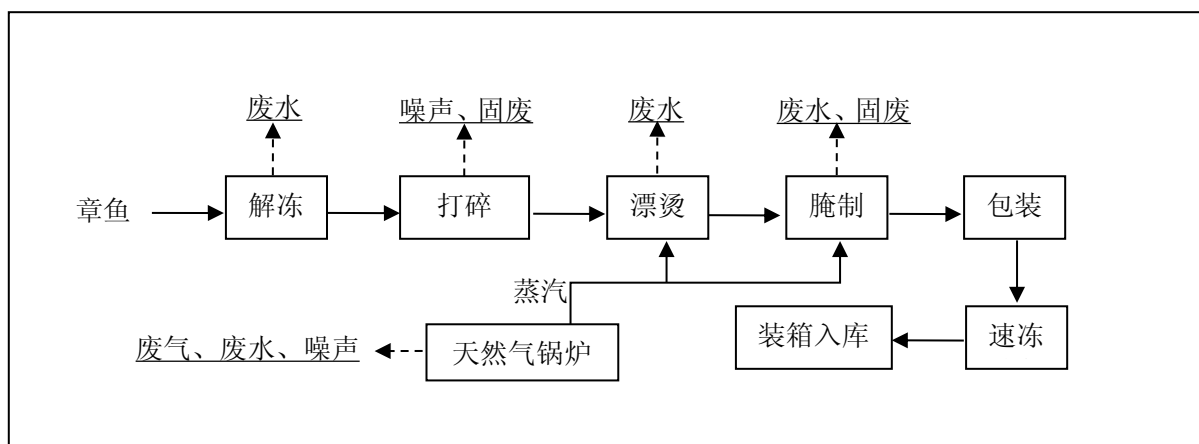 废水
噪声、固废
废水
废水、固废
章鱼
解冻
打碎
漂烫
腌制
包装
蒸汽
废气、废水、噪声
天然气锅炉
装箱入库
速冻